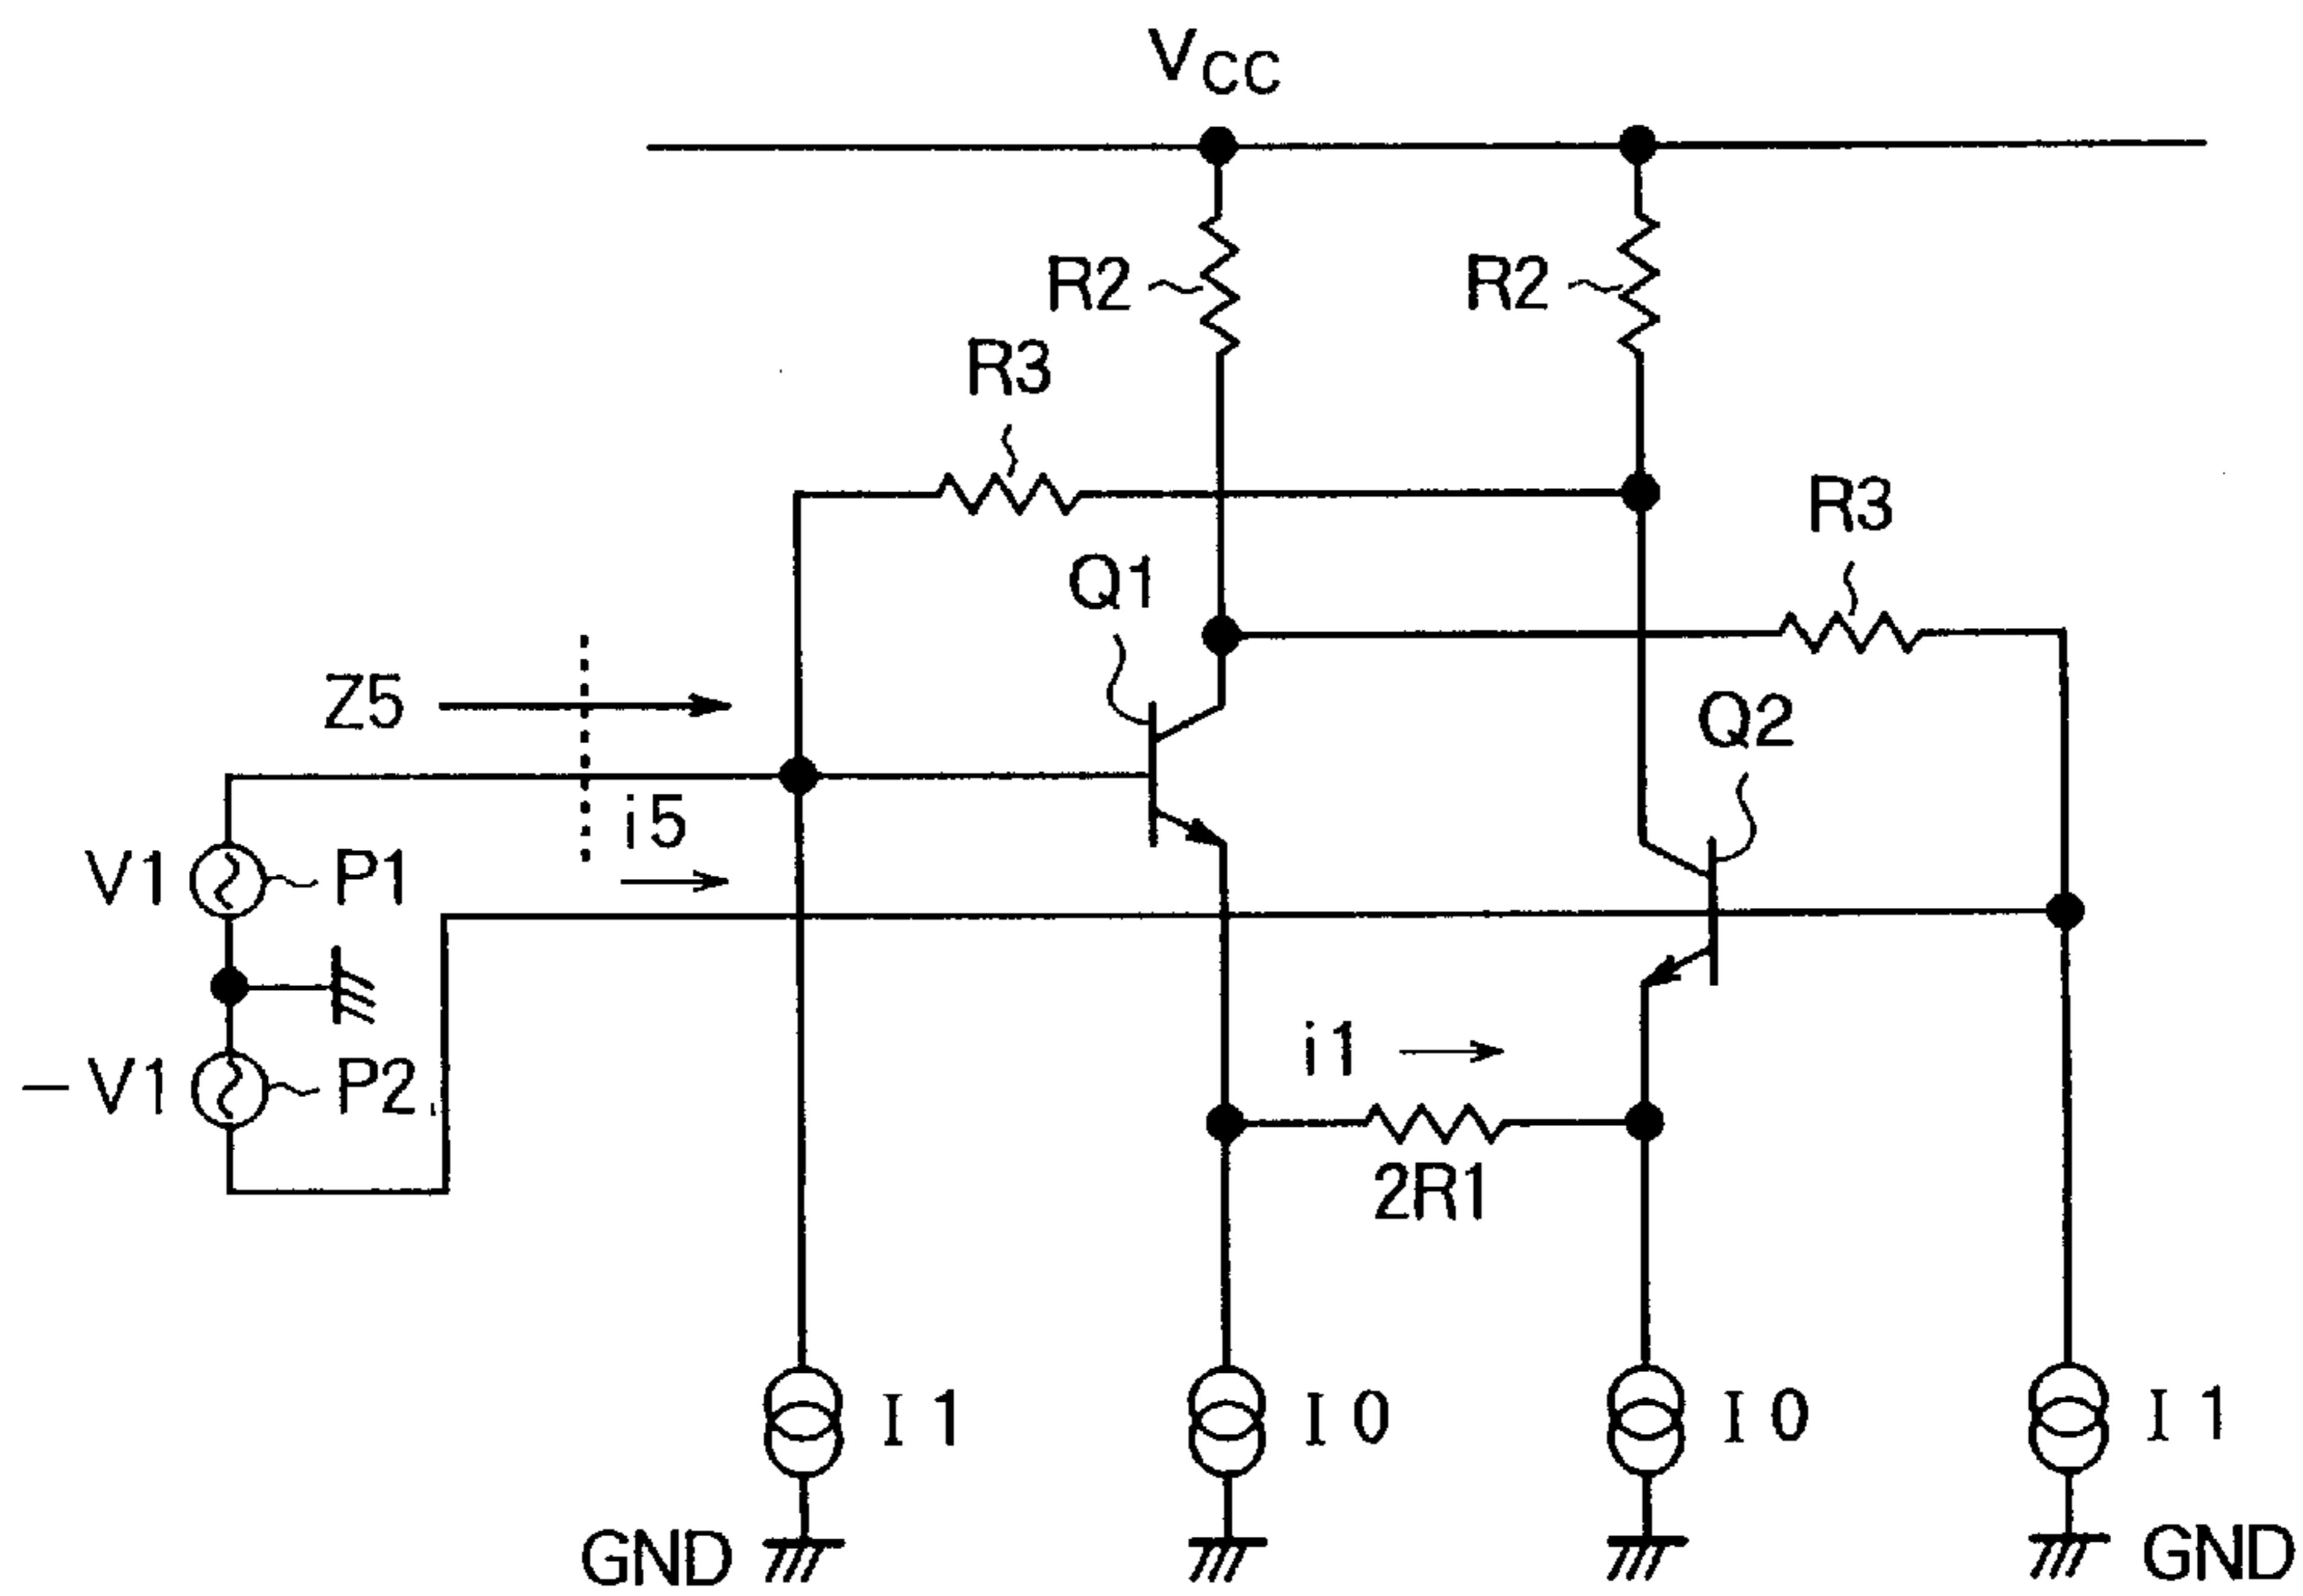 VCC
R2
R2
R3
R3
Q1
Z5
Q2
i5
V1
P1
i1
−V1
P2
2R1
I1
I0
I0
I1
GND
GND